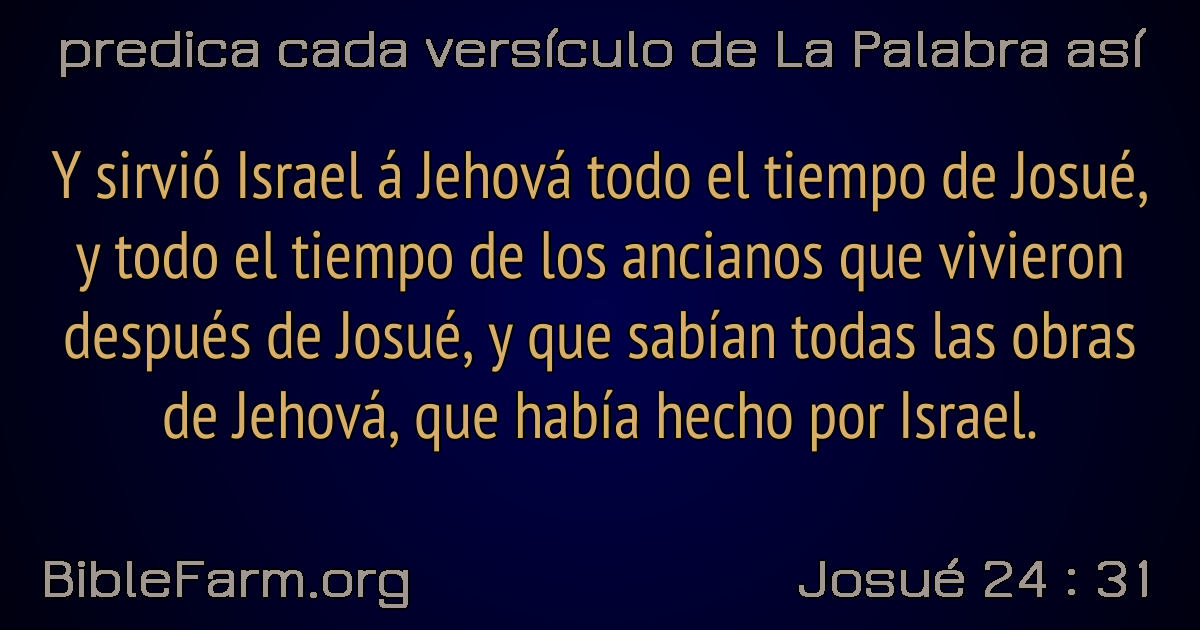 predica cada versículo de La Palabra así
Y sirvió Israel á Jehová todo el tiempo de Josué,
y todo el tiempo de los ancianos que vivieron
después de Josué, y que sabían todas las obras
de Jehová, que había hecho por Israel.
BibleFarm.org
Josué 24 : 31